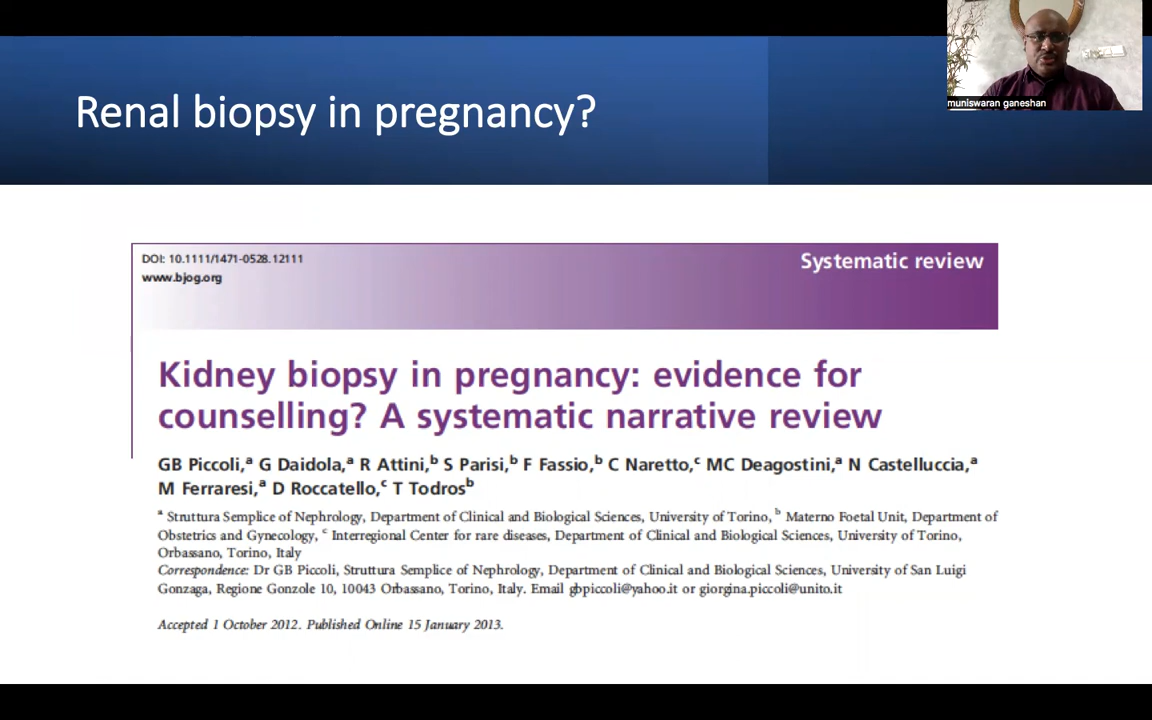 Renal biopsy in pregnancy?
muniswaran ganeshan
DOI: 10.1111/1471-0528.12111
www.bjog.org
Systematic review
Kidney biopsy in pregnancy: evidence for
counselling? A systematic narrative review
GB Piccoli,a G Daidola,a R Attini,b S Parisi,b F Fassio,b C Naretto,c MC Deagostini,a N Castelluccia,a
M Ferraresi,a D Roccatello,c T Todrosb
a Struttura Semplice of Nephrology, Department of Clinical and Biological Sciences, University of Torino, b Materno Foetal Unit, Department of
Obstetrics and Gynecology, c Interregional Center for rare diseases, Department of Clinical and Biological Sciences, University of Torino,
Orbassano, Torino, Italy
Correspondence: Dr GB Piccoli, Struttura Semplice of Nephrology, Department of Clinical and Biological Sciences, University of San Luigi
Gonzaga, Regione Gonzole 10, 10043 Orbassano, Torino, Italy. Email gbpiccoli@yahoo.it or giorgina.piccoli@unito.it
Accepted 1 October 2012. Published Online 15 January 2013.